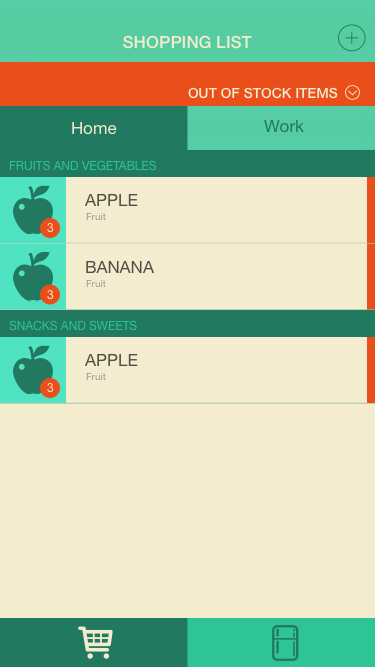 SHOPPING LIST
OUT OF STOCK ITEMS
Home
Work
FRUITS AND VEGETABLES
APPLE
Fruit
3
BANANA
Fruit
3
SNACKS AND SWEETS
APPLE
Fruit
3